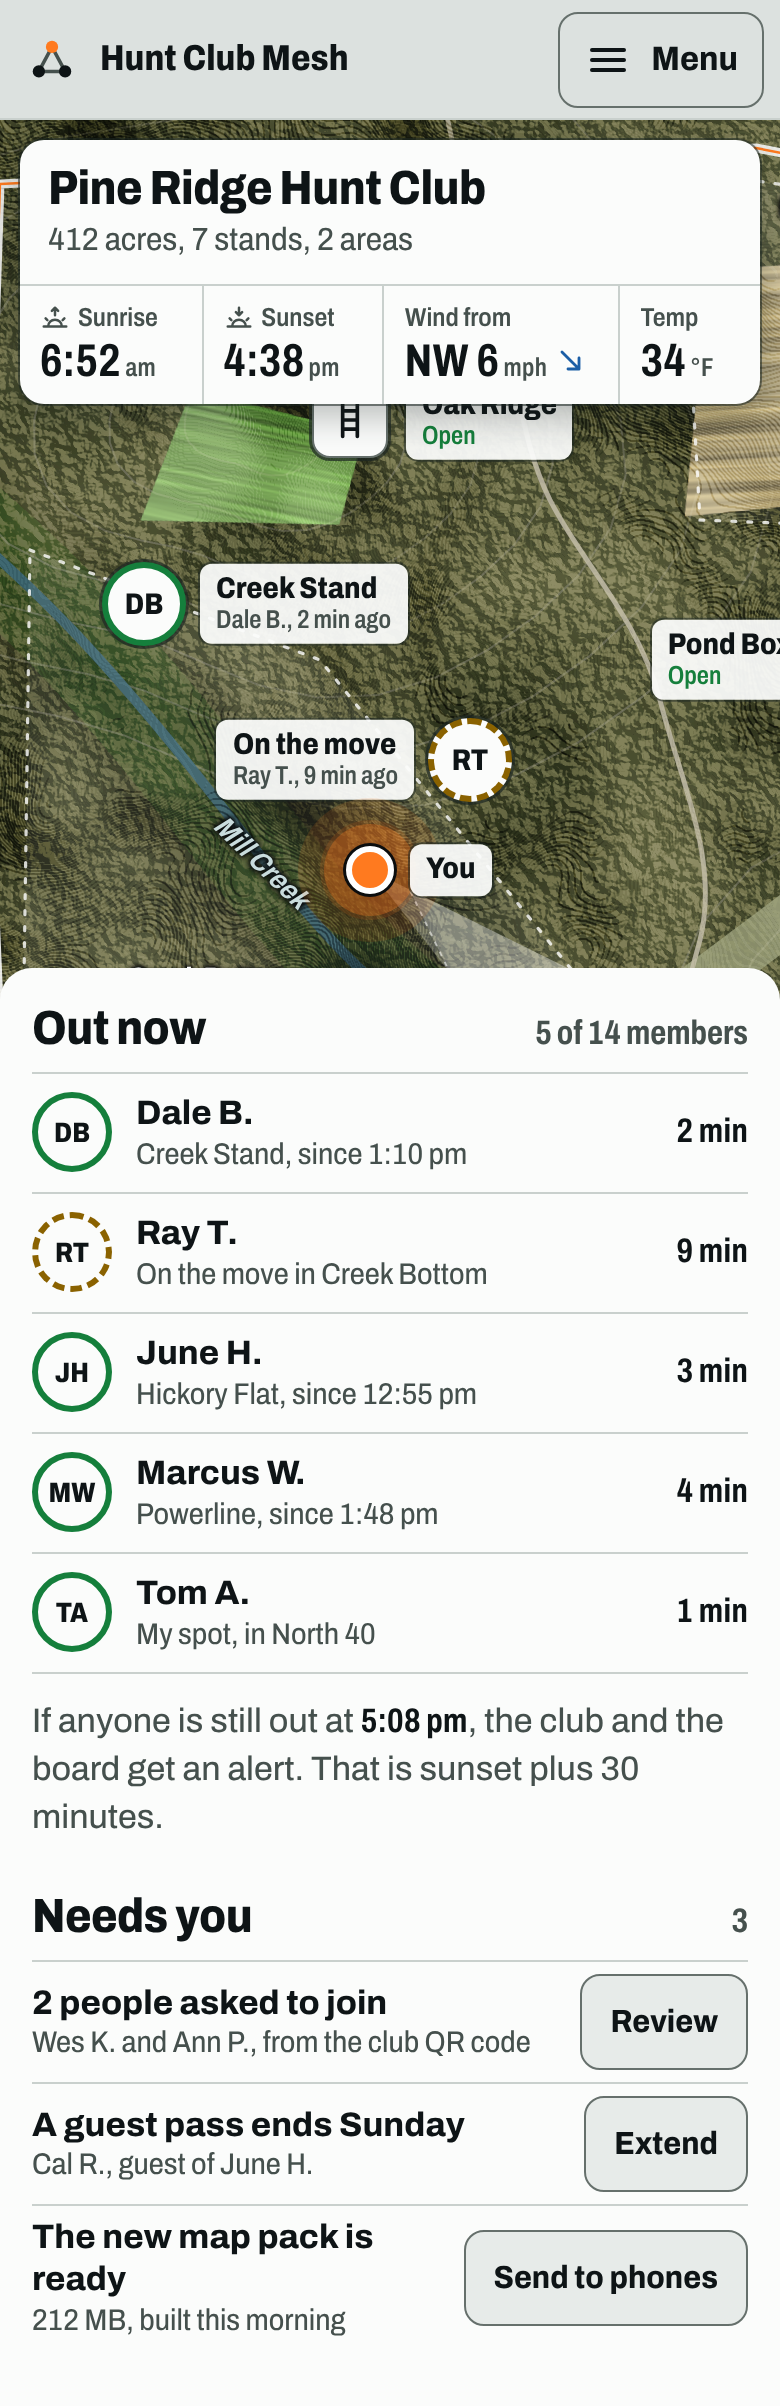 Hunt Club Mesh
Menu
Pine Ridge Hunt Club
412 acres, 7 stands, 2 areas
Sunrise
6:52 am
Sunset
4:38 pm
Wind from
NW 6 mph
Temp
34 °F
Oak Ridge
Open
DB
Creek Stand
Dale B., 2 min ago
Pond Box
Open
On the move
Ray T., 9 min ago
RT
Mill Creek
You
Out now
5 of 14 members
DB
Dale B.
Creek Stand, since 1:10 pm
2 min
RT
Ray T.
On the move in Creek Bottom
9 min
JH
June H.
Hickory Flat, since 12:55 pm
3 min
MW
Marcus W.
Powerline, since 1:48 pm
4 min
TA
Tom A.
My spot, in North 40
1 min
If anyone is still out at 5:08 pm, the club and the
board get an alert. That is sunset plus 30
minutes.
Needs you
3
2 people asked to join
Wes K. and Ann P., from the club QR code
Review
A guest pass ends Sunday
Cal R., guest of June H.
Extend
The new map pack is
ready
212 MB, built this morning
Send to phones